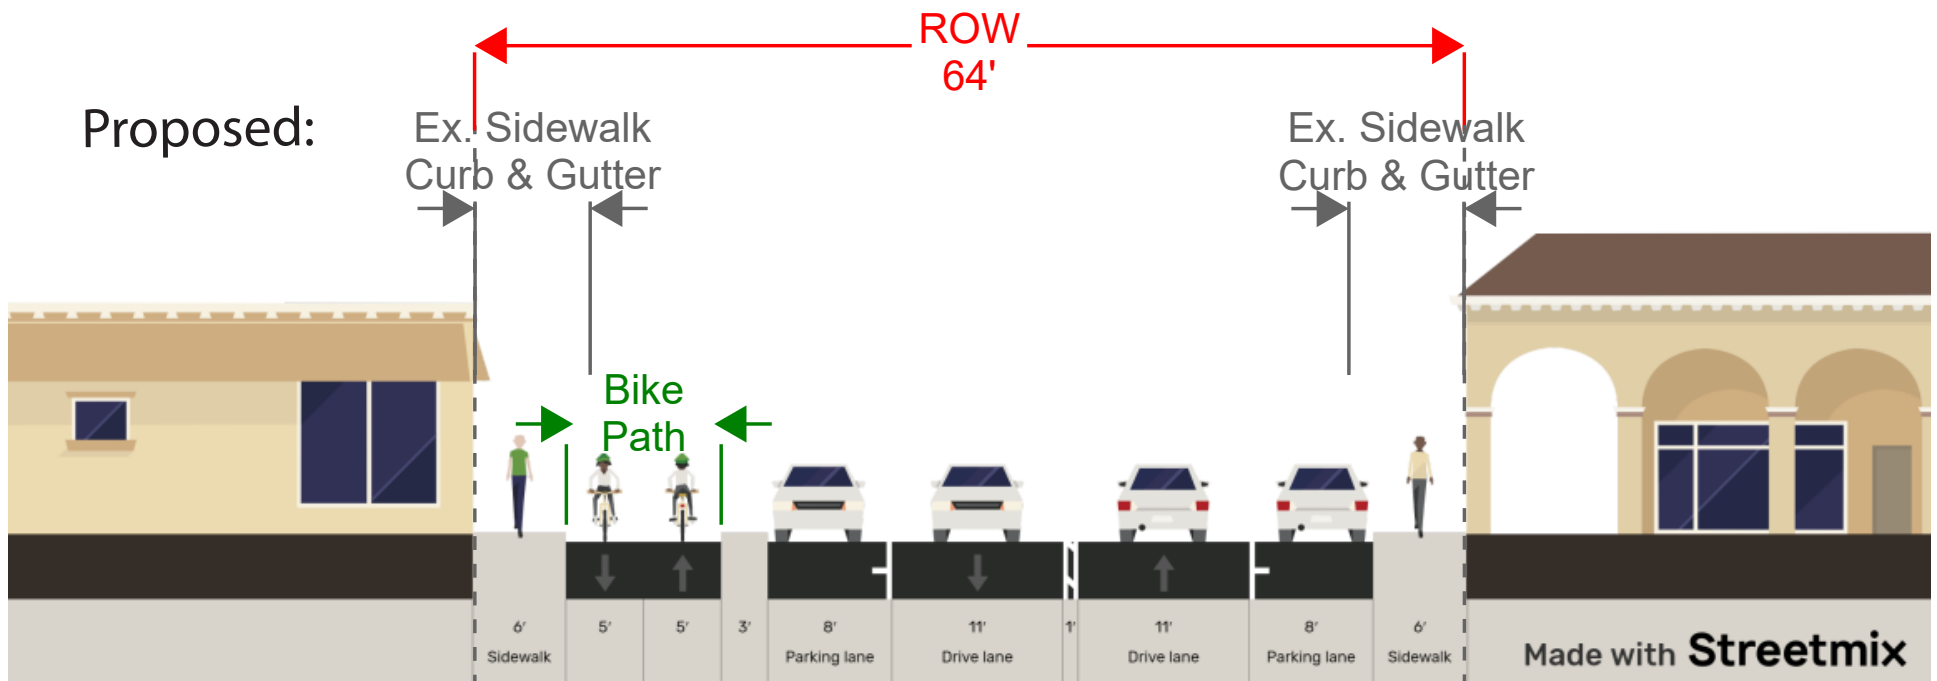 ROW
64'
Proposed:
Ex. Sidewalk
Curb & Gutter
Ex. Sidewalk
Curb & Gutter
Bike
Path
6' 5' 5' 3' 8' 11' 1' 11' 8' 6'
Sidewalk Parking lane Drive lane Drive lane Parking lane Sidewalk
Made with Streetmix